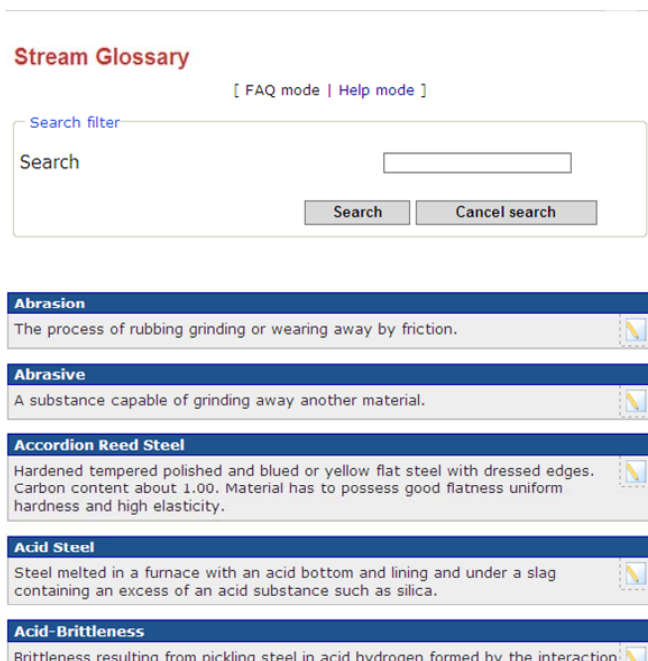 Stream Glossary
[ FAQ mode | Help mode ]
Search filter
Search
Search Cancel search
Abrasion
The process of rubbing grinding or wearing away by friction.
Abrasive
A substance capable of grinding away another material.
Accordion Reed Steel
Hardened tempered polished and blued or yellow flat steel with dressed edges.
Carbon content about 1.00. Material has to possess good flatness uniform
hardness and high elasticity.
Acid Steel
Steel melted in a furnace with an acid bottom and lining and under a slag
containing an excess of an acid substance such as silica.
Acid-Brittleness
Brittleness resulting from pickling steel in acid hydrogen formed by the interaction